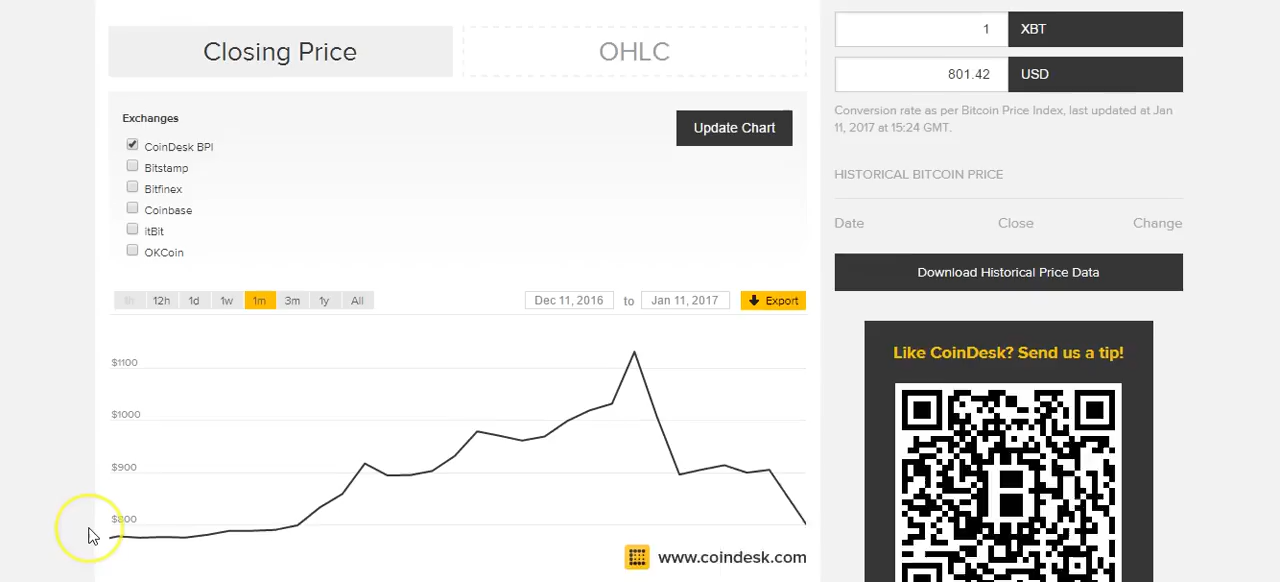 Closing Price
OHLC
Exchanges
Update Chart
CoinDesk BPI
Bitstamp
Bitfinex
Coinbase
itBit
OKCoin
1h 12h 1d 1w 1m 3m 1y All
Dec 11, 2016 to Jan 11, 2017 Export
$1100
$1000
$900
$800
www.coindesk.com
1 XBT
801.42 USD
Conversion rate as per Bitcoin Price Index, last updated at Jan
11, 2017 at 15:24 GMT.
HISTORICAL BITCOIN PRICE
Date Close Change
Download Historical Price Data
Like CoinDesk? Send us a tip!